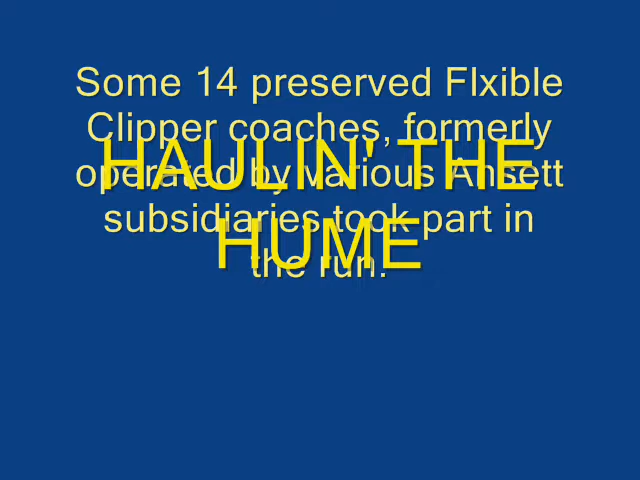 Some 14 preserved Flxible
Clipper coaches, formerly
HAULIN' THE
operated by various Ansett
subsidiaries took part in
HUME
the run.